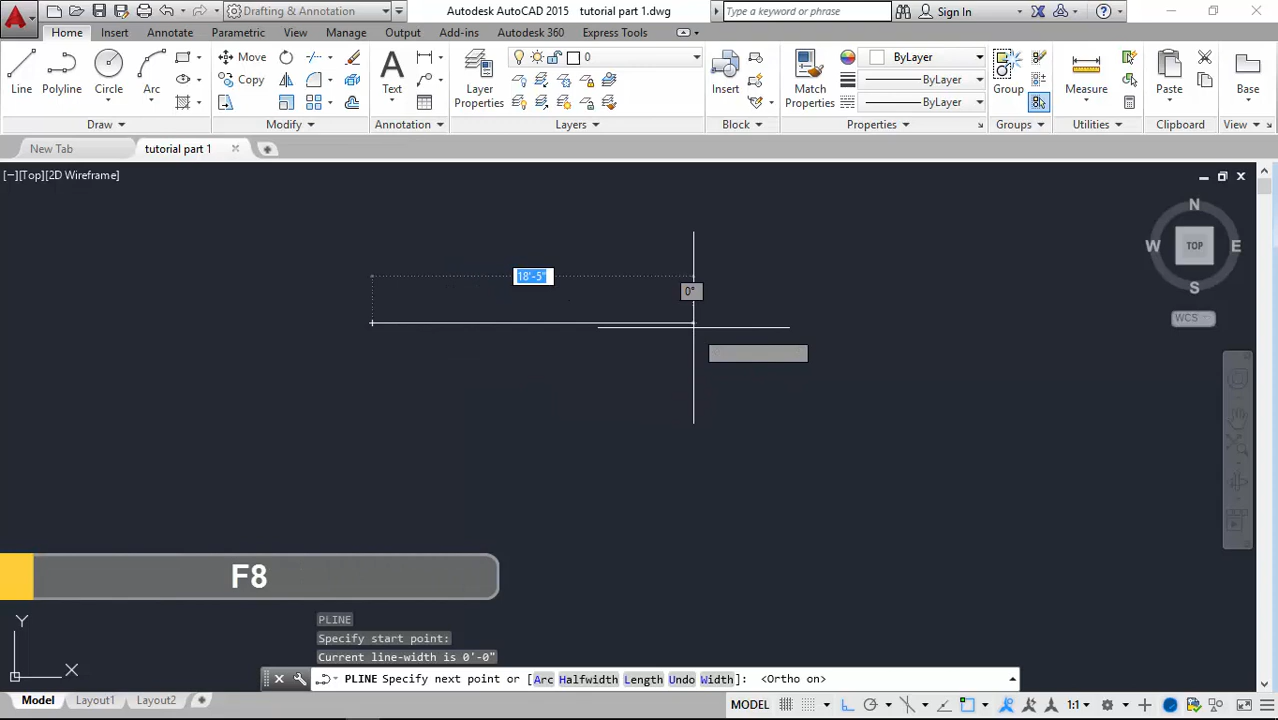 Drafting & Annotation
Autodesk AutoCAD 2015 tutorial part 1.dwg
Type a keyword or phrase
Sign In
Home Insert Annotate Parametric View Manage Output Add-ins Autodesk 360 Express Tools
Line
Polyline
Circle
Arc
Move
Copy
Text
Layer
Properties
0
Insert
Match
Properties
ByLayer
ByLayer
ByLayer
Group
Measure
Paste
Base
Draw
Modify
Annotation
Layers
Block
Properties
Groups
Utilities
Clipboard
View
New Tab
tutorial part 1
[−][Top][2D Wireframe]
N
W TOP E
S
WCS
18'-5"
0°
F8
Y
X
PLINE
Specify start point:
Current line-width is 0'-0"
PLINE Specify next point or [Arc Halfwidth Length Undo Width]: <Ortho on>
Model Layout1 Layout2
MODEL
1:1